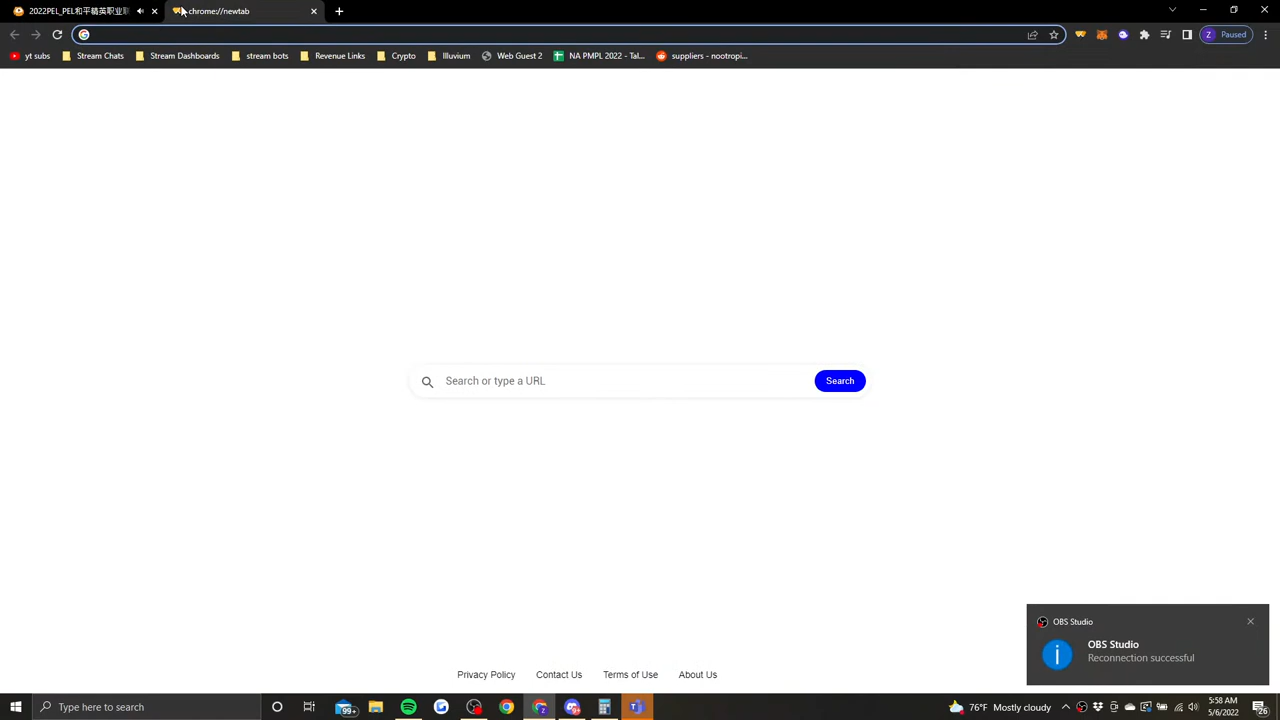 2022PEL_PEL和平精英职业联
chrome://newtab
Paused
yt subs
Stream Chats
Stream Dashboards
stream bots
Revenue Links
Crypto
Illuvium
Web Guest 2
NA PMPL 2022 - Tal...
suppliers - nootropi...
Search or type a URL
Search
OBS Studio
OBS Studio
Reconnection successful
Privacy Policy
Contact Us
Terms of Use
About Us
Type here to search
99+
76°F Mostly cloudy
5:58 AM
5/6/2022
26